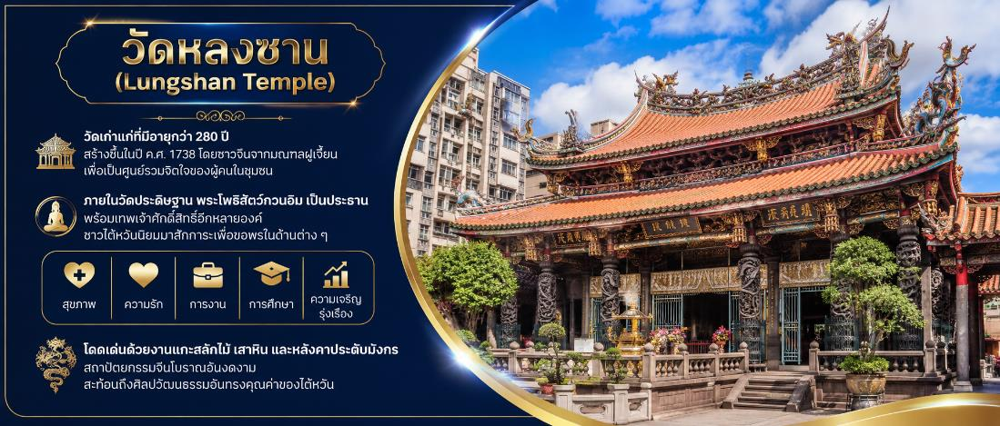 วัดหลงซาน
(Lungshan Temple)
วัดเก่าแก่ที่มีอายุกว่า 280 ปี
สร้างขึ้นในปี ค.ศ. 1738 โดยชาวจีนจากมณฑลฝูเจี้ยน
เพื่อเป็นศูนย์รวมจิตใจของผู้คนในชุมชน
ภายในวัดประดิษฐาน พระโพธิสัตว์กวนอิม เป็นประธาน
พร้อมเทพเจ้าศักดิ์สิทธิ์อีกหลายองค์
ชาวไต้หวันนิยมมาสักการะเพื่อขอพรในด้านต่าง ๆ
สุขภาพ
ความรัก
การงาน
การศึกษา
ความเจริญ
รุ่งเรือง
โดดเด่นด้วยงานแกะสลักไม้ เสาหิน และหลังคาประดับมังกร
สถาปัตยกรรมจีนโบราณอันงดงาม
สะท้อนถึงศิลปวัฒนธรรมอันทรงคุณค่าของไต้หวัน